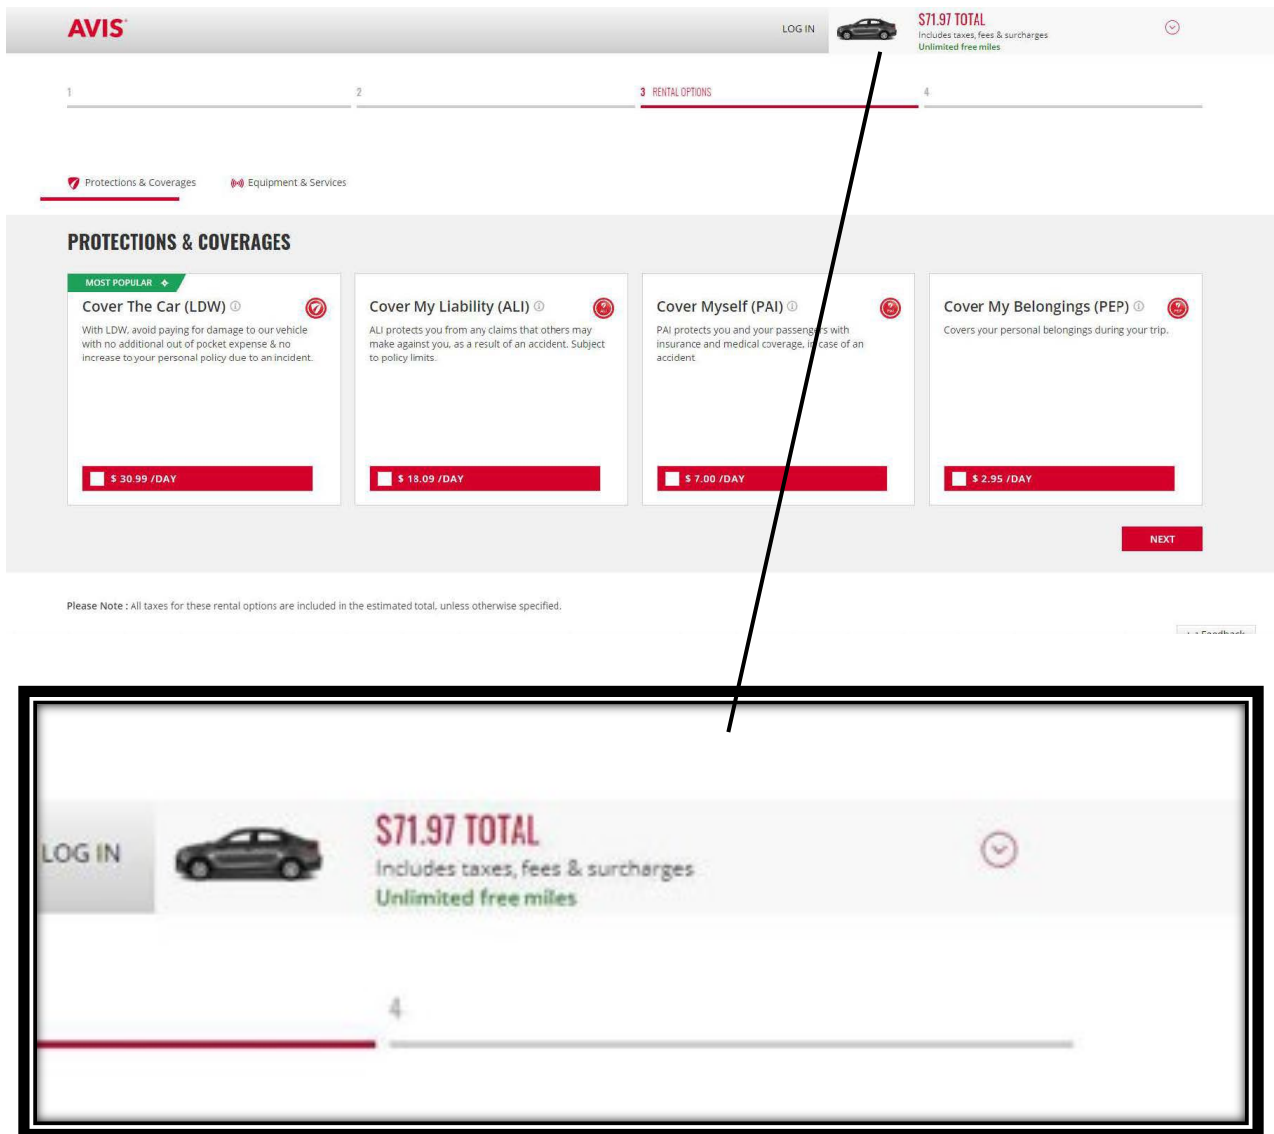 AVIS
LOG IN
$71.97 TOTAL
Includes taxes, fees & surcharges
Unlimited free miles
1
2
3 RENTAL OPTIONS
4
Protections & Coverages
Equipment & Services
PROTECTIONS & COVERAGES
MOST POPULAR
Cover The Car (LDW)
With LDW, avoid paying for damage to our vehicle
with no additional out of pocket expense & no
increase to your personal policy due to an incident.
$ 30.99 /DAY
Cover My Liability (ALI)
ALI protects you from any claims that others may
make against you, as a result of an accident. Subject
to policy limits.
$ 18.09 /DAY
Cover Myself (PAI)
PAI protects you and your passengers with
insurance and medical coverage, in case of an
accident
$ 7.00 /DAY
Cover My Belongings (PEP)
Covers your personal belongings during your trip.
$ 2.95 /DAY
NEXT
Please Note : All taxes for these rental options are included in the estimated total, unless otherwise specified.
Feedback
LOG IN
$71.97 TOTAL
Includes taxes, fees & surcharges
Unlimited free miles
4